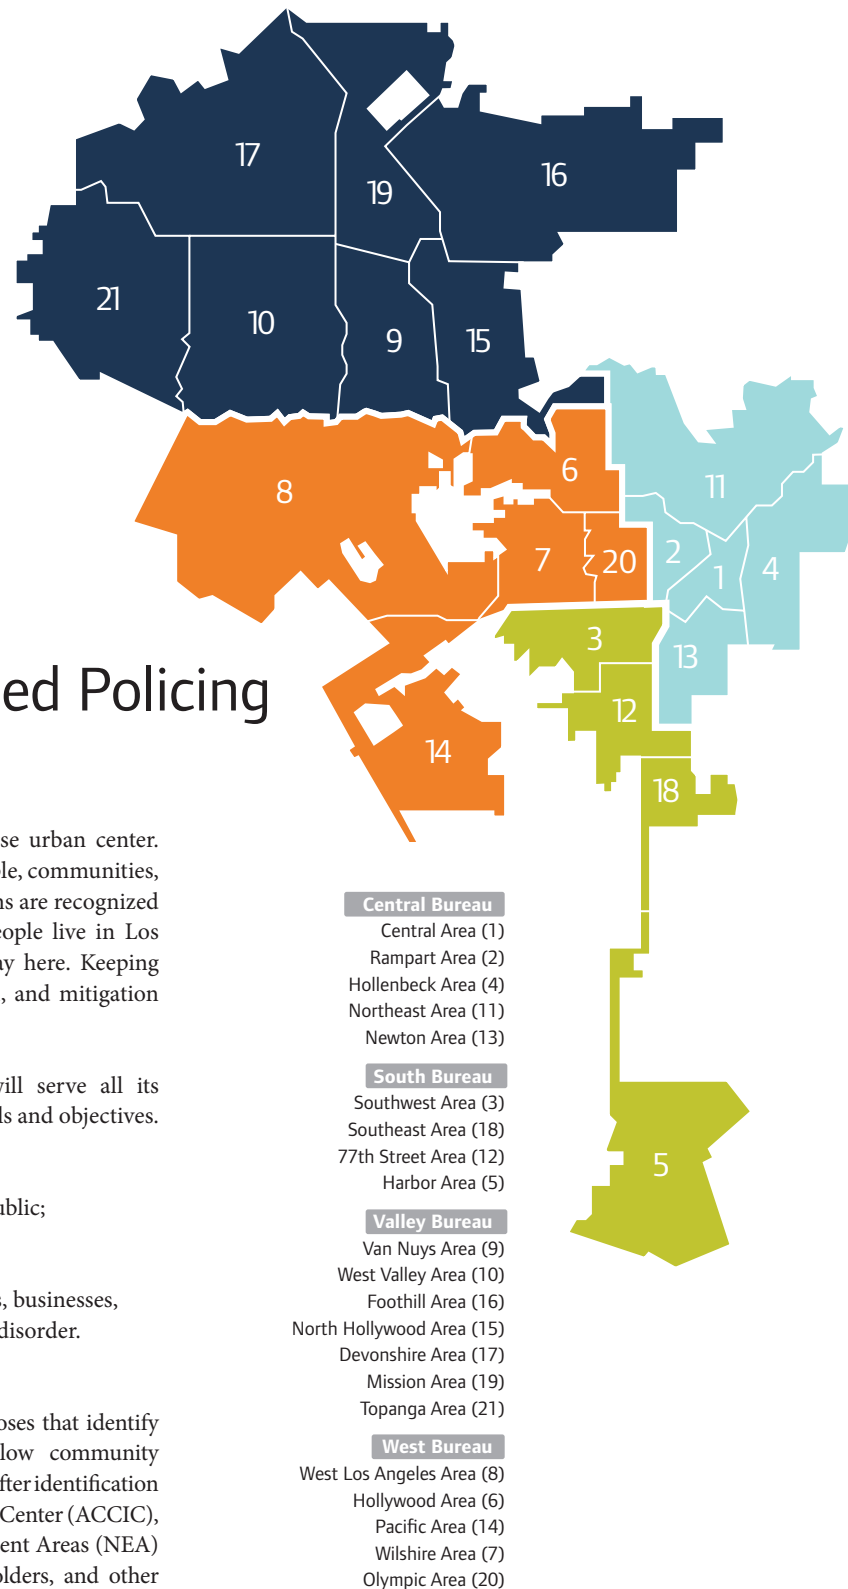 17
19
16
21
10
9
15
8
6
11
7
20
2
1
4
3
13
12
14
18
5
ed Policing
se urban center.
le, communities,
ns are recognized
eople live in Los
ay here. Keeping
, and mitigation
will serve all its
ls and objectives.
ublic;
s, businesses,
disorder.
oses that identify
low community
fter identification
Center (ACCIC),
ent Areas (NEA)
olders, and other
Central Bureau
Central Area (1)
Rampart Area (2)
Hollenbeck Area (4)
Northeast Area (11)
Newton Area (13)
South Bureau
Southwest Area (3)
Southeast Area (18)
77th Street Area (12)
Harbor Area (5)
Valley Bureau
Van Nuys Area (9)
West Valley Area (10)
Foothill Area (16)
North Hollywood Area (15)
Devonshire Area (17)
Mission Area (19)
Topanga Area (21)
West Bureau
West Los Angeles Area (8)
Hollywood Area (6)
Pacific Area (14)
Wilshire Area (7)
Olympic Area (20)